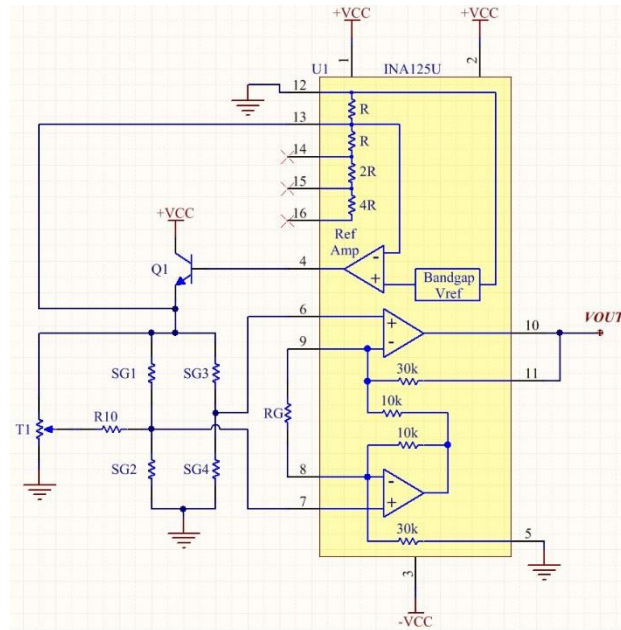 +VCC
+VCC
1
2
U1
INA125U
12
R
13
R
14
2R
15
4R
16
Ref
Amp
+VCC
Q1
4
-
+
Bandgap
Vref
6
+
-
10
VOUT
9
11
30k
SG1
SG3
10k
RG
T1
R10
10k
SG2
SG4
8
-
+
7
30k
5
3
-VCC